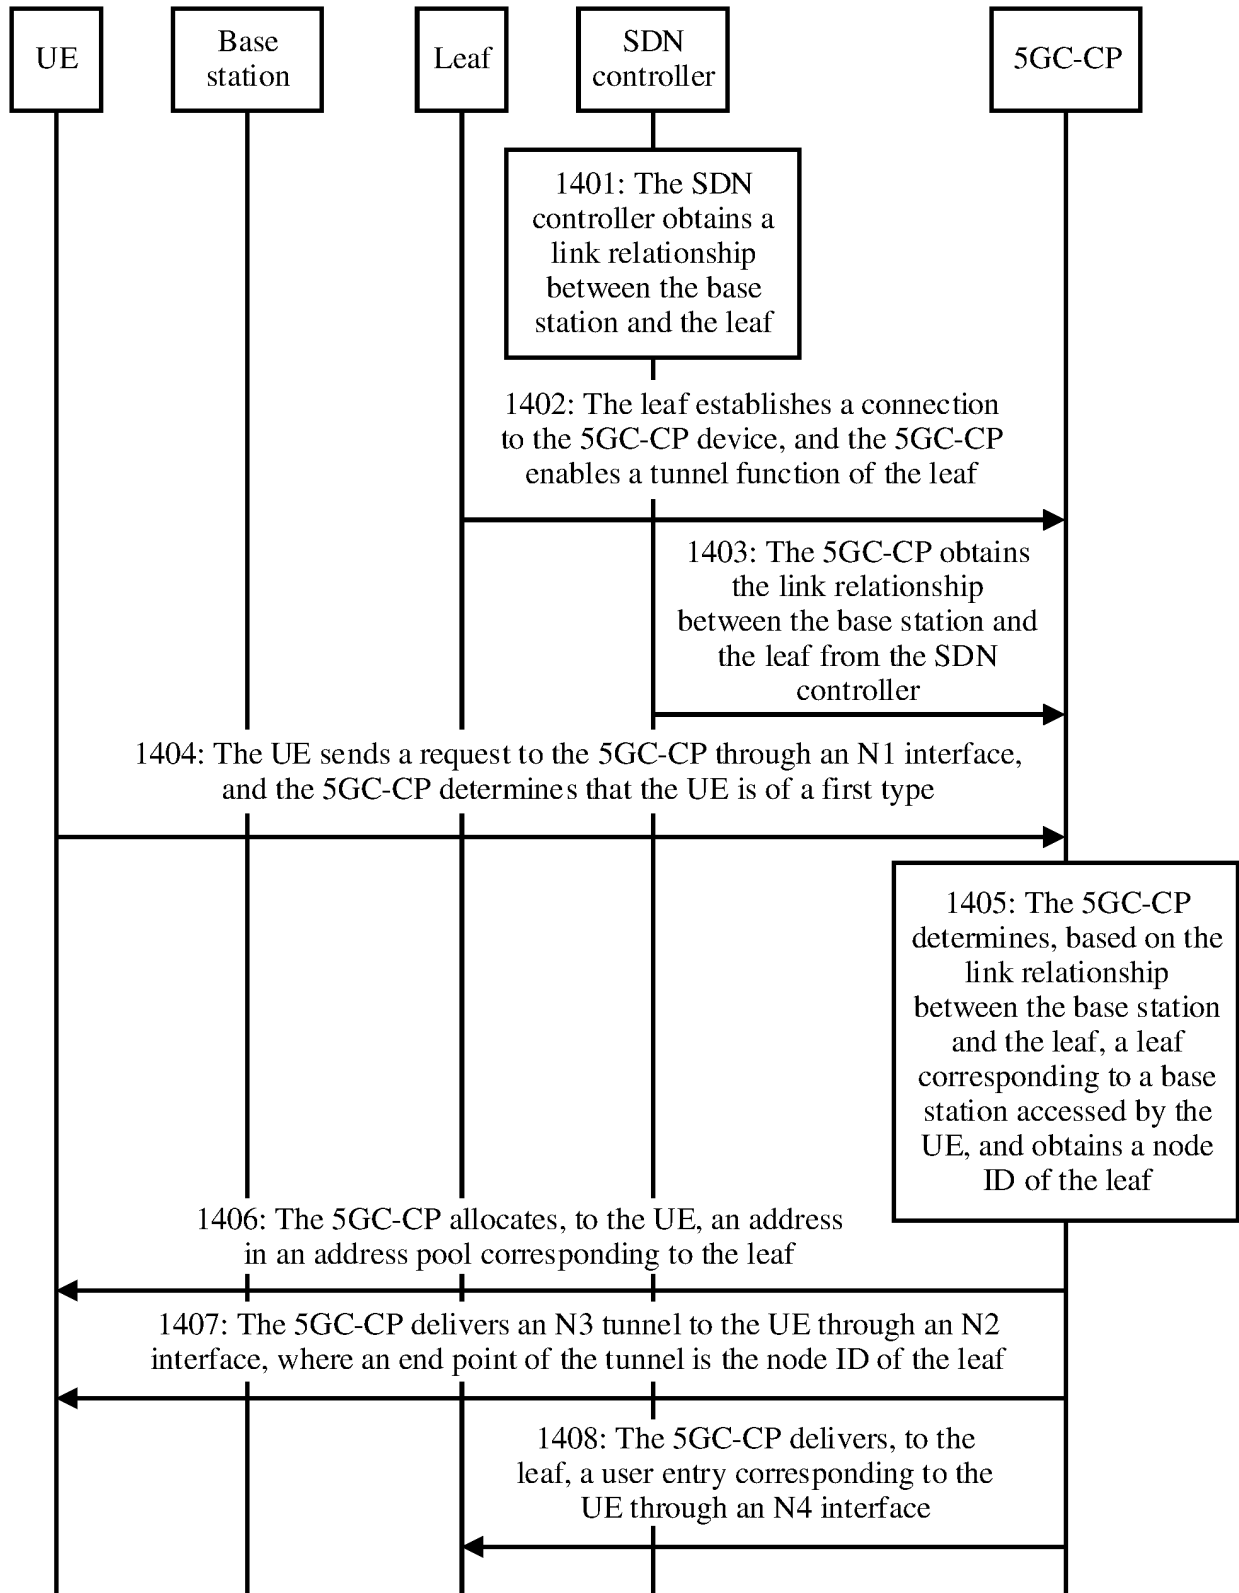 UE
Base
station
Leaf
SDN
controller
5GC-CP
1401: The SDN
controller obtains a
link relationship
between the base
station and the leaf
1402: The leaf establishes a connection
to the 5GC-CP device, and the 5GC-CP
enables a tunnel function of the leaf
1403: The 5GC-CP obtains
the link relationship
between the base station and
the leaf from the SDN
controller
1404: The UE sends a request to the 5GC-CP through an N1 interface,
and the 5GC-CP determines that the UE is of a first type
1405: The 5GC-CP
determines, based on the
link relationship
between the base station
and the leaf, a leaf
corresponding to a base
station accessed by the
UE, and obtains a node
ID of the leaf
1406: The 5GC-CP allocates, to the UE, an address
in an address pool corresponding to the leaf
1407: The 5GC-CP delivers an N3 tunnel to the UE through an N2
interface, where an end point of the tunnel is the node ID of the leaf
1408: The 5GC-CP delivers, to the
leaf, a user entry corresponding to the
UE through an N4 interface